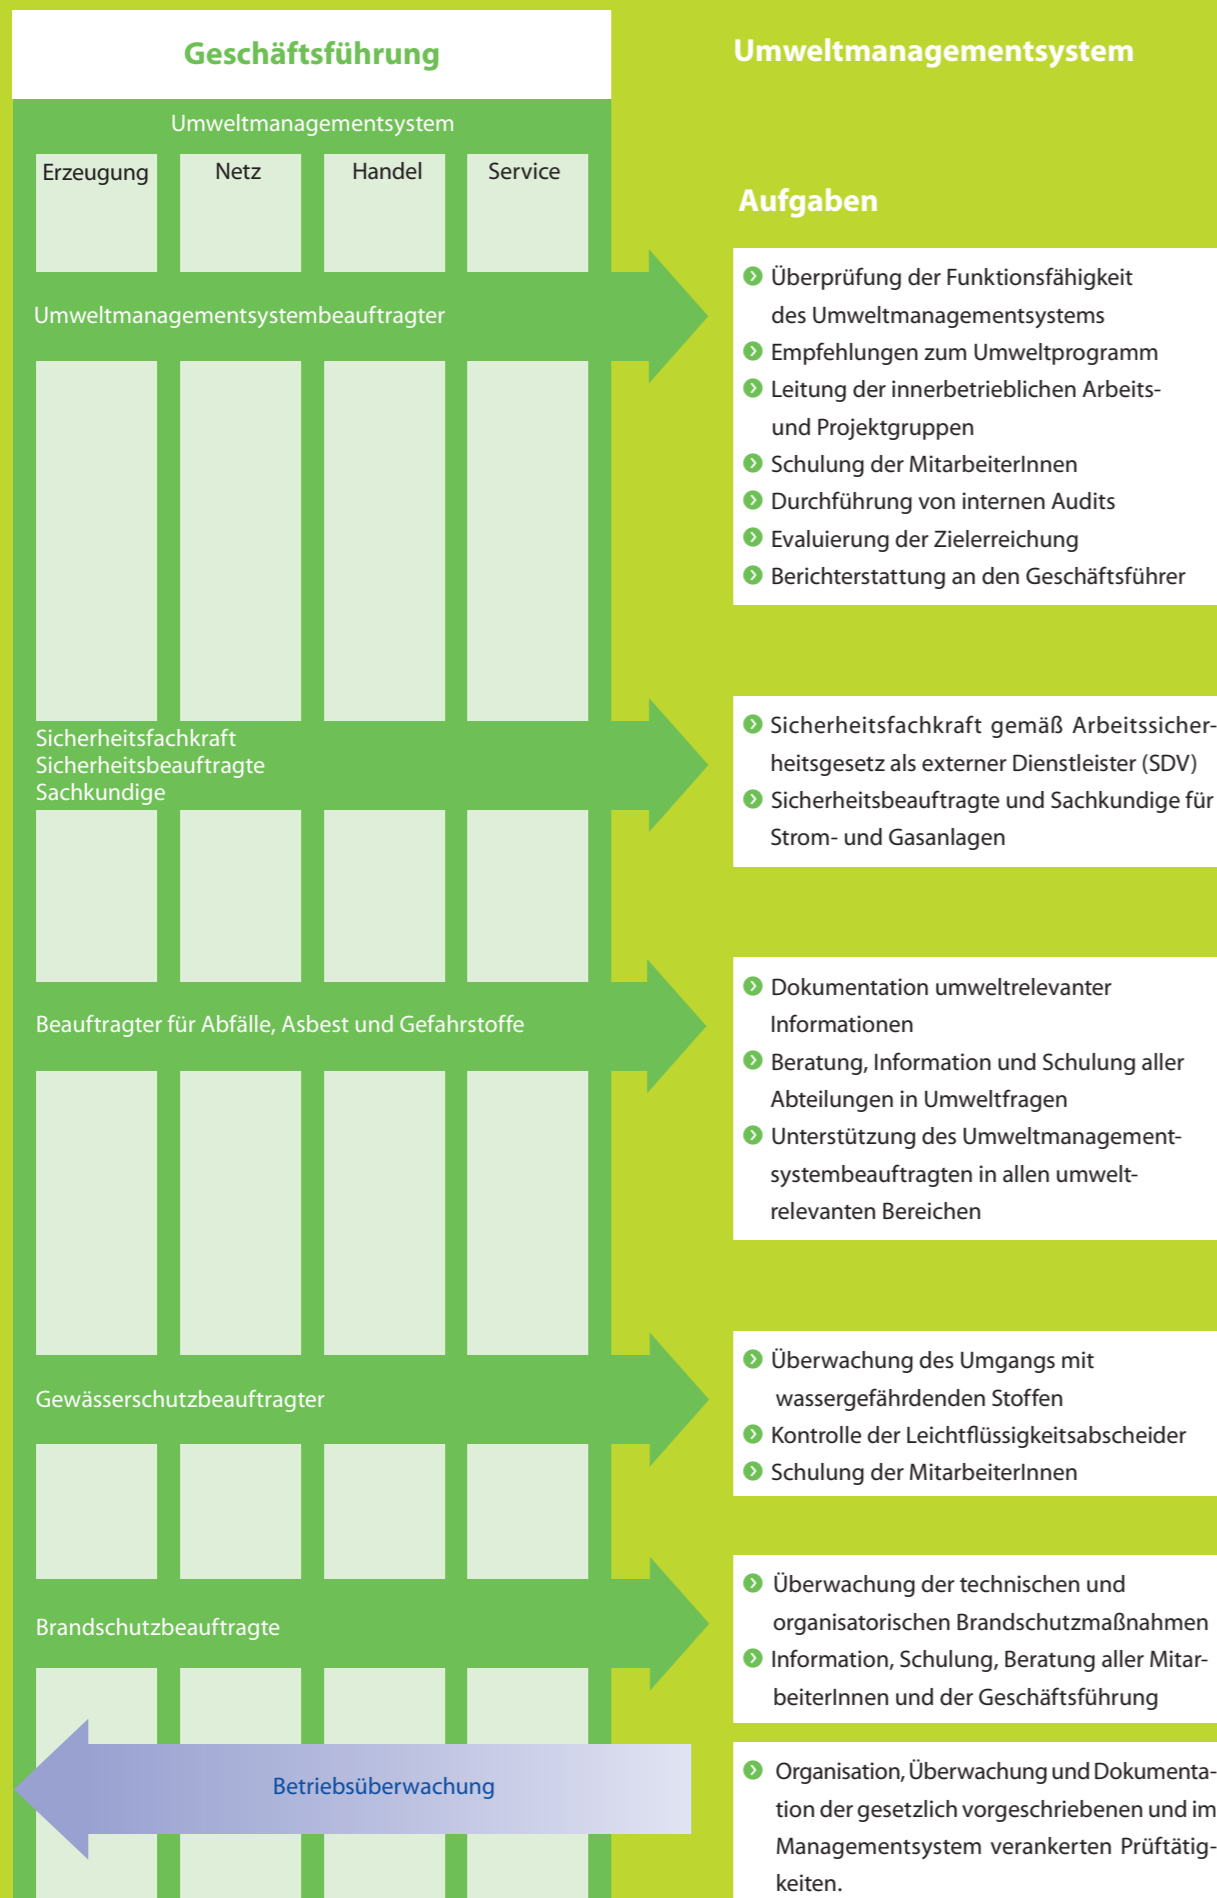 Geschäftsführung
Umweltmanagementsystem
Umweltmanagementsystem
Erzeugung
Netz
Handel
Service
Aufgaben
Umweltmanagementsystembeauftragter
Überprüfung der Funktionsfähigkeit
des Umweltmanagementsystems
Empfehlungen zum Umweltprogramm
Leitung der innerbetrieblichen Arbeits-
und Projektgruppen
Schulung der MitarbeiterInnen
Durchführung von internen Audits
Evaluierung der Zielerreichung
Berichterstattung an den Geschäftsführer
Sicherheitsfachkraft
Sicherheitsbeauftragte
Sachkundige
Sicherheitsfachkraft gemäß Arbeitssicher-
heitsgesetz als externer Dienstleister (SDV)
Sicherheitsbeauftragte und Sachkundige für
Strom- und Gasanlagen
Beauftragter für Abfälle, Asbest und Gefahrstoffe
Dokumentation umweltrelevanter
Informationen
Beratung, Information und Schulung aller
Abteilungen in Umweltfragen
Unterstützung des Umweltmanagement-
systembeauftragten in allen umwelt-
relevanten Bereichen
Gewässerschutzbeauftragter
Überwachung des Umgangs mit
wassergefährdenden Stoffen
Kontrolle der Leichtflüssigkeitsabscheider
Schulung der MitarbeiterInnen
Brandschutzbeauftragte
Überwachung der technischen und
organisatorischen Brandschutzmaßnahmen
Information, Schulung, Beratung aller Mitar-
beiterInnen und der Geschäftsführung
Betriebsüberwachung
Organisation, Überwachung und Dokumenta-
tion der gesetzlich vorgeschriebenen und im
Managementsystem verankerten Prüftätig-
keiten.